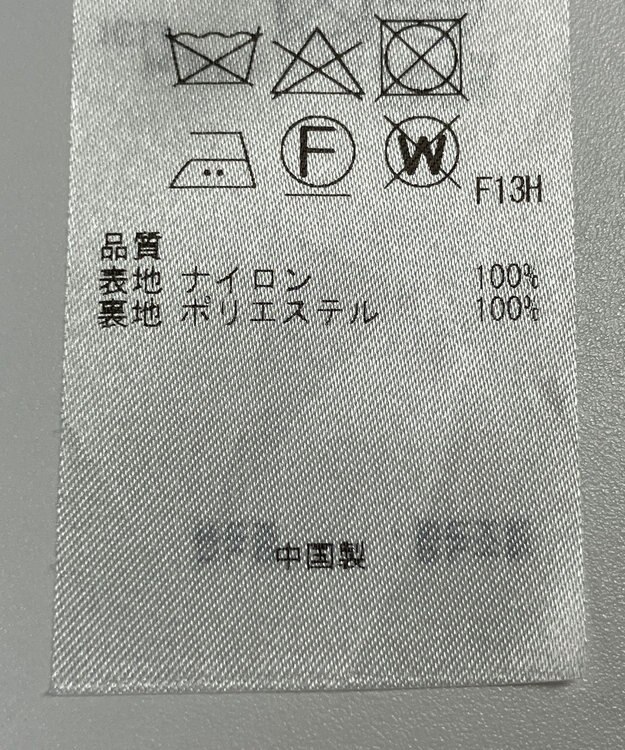 F
W
F13H
品質
表地 ナイロン 100%
裏地 ポリエステル 100%
中国製